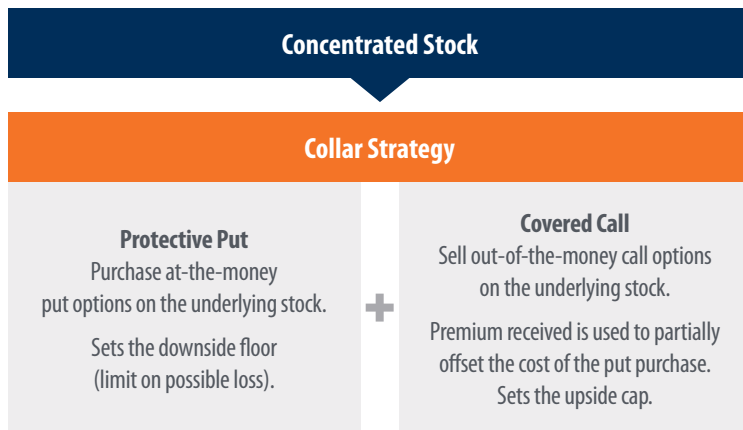 Concentrated Stock
Collar Strategy
Protective Put
Purchase at-the-money
put options on the underlying stock.
Sets the downside floor
(limit on possible loss).
+
Covered Call
Sell out-of-the-money call options
on the underlying stock.
Premium received is used to partially
offset the cost of the put purchase.
Sets the upside cap.